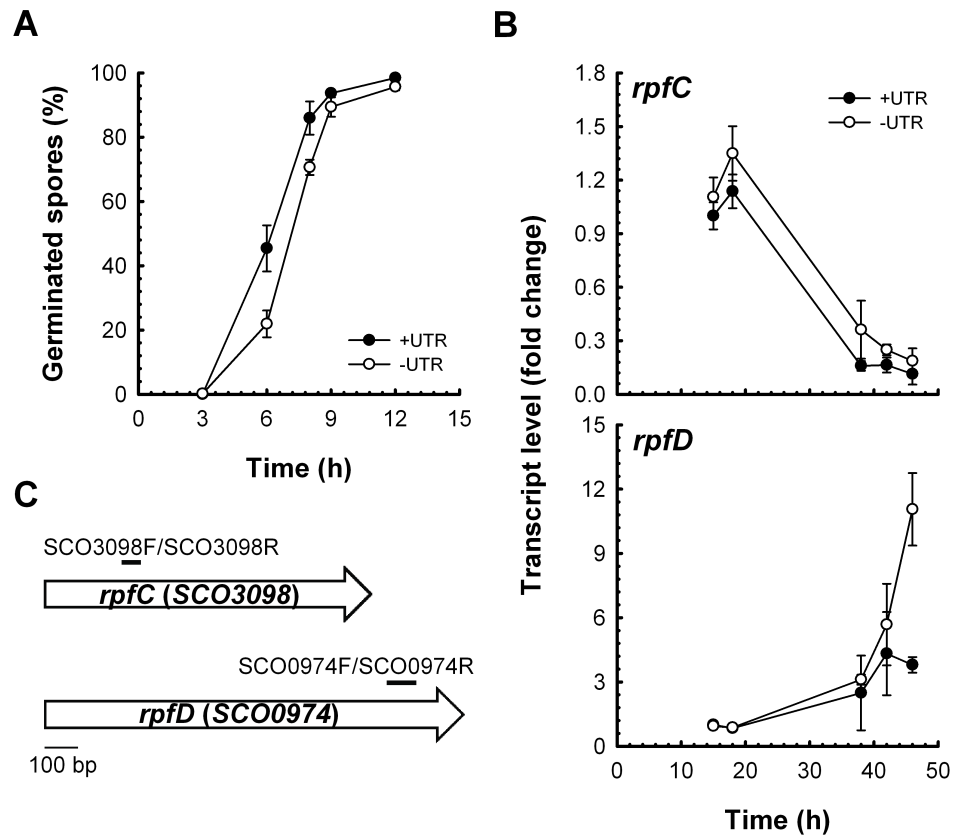 A
Germinated spores (%)
100
80
60
40
20
0
0 3 6 9 12 15
Time (h)
+UTR
-UTR
B
Transcript level (fold change)
rpfC
+UTR
-UTR
1.8
1.5
1.2
0.9
0.6
0.3
0.0
rpfD
15
12
9
6
3
0
0 10 20 30 40 50
Time (h)
C
SCO3098F/SCO3098R
rpfC (SCO3098)
SCO0974F/SCO0974R
rpfD (SCO0974)
100 bp